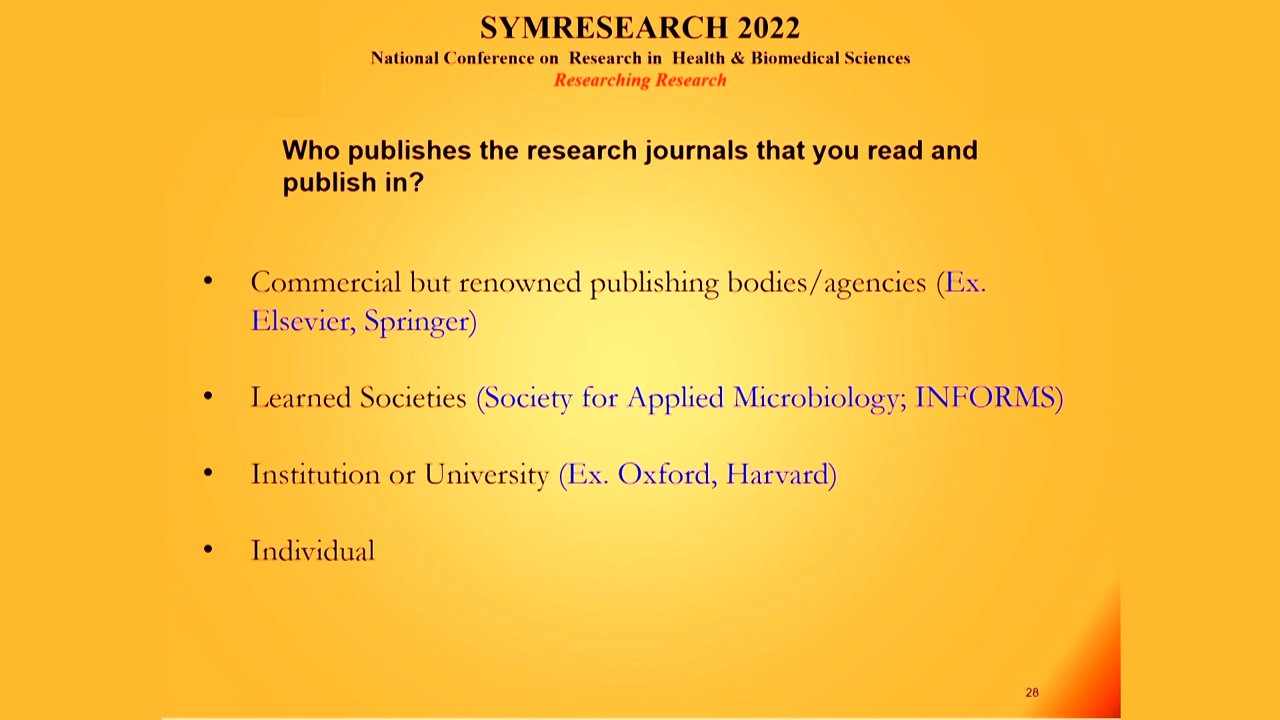 SYMRESEARCH 2022
National Conference on Research in Health & Biomedical Sciences
Researching Research
Who publishes the research journals that you read and
publish in?
• Commercial but renowned publishing bodies/agencies (Ex.
Elsevier, Springer)
• Learned Societies (Society for Applied Microbiology; INFORMS)
• Institution or University (Ex. Oxford, Harvard)
• Individual
28